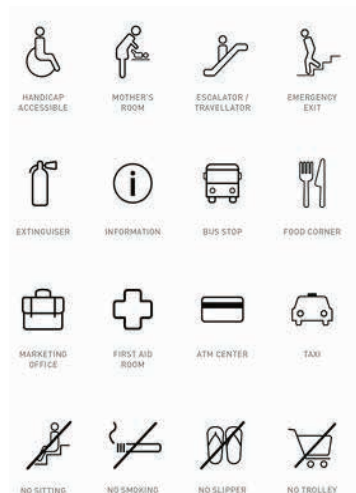 HANDICAP
ACCESSIBLE
MOTHER'S
ROOM
ESCALATOR /
TRAVELLATOR
EMERGENCY
EXIT
EXTINGUISER
INFORMATION
BUS STOP
FOOD CORNER
MARKETING
OFFICE
FIRST AID
ROOM
ATM CENTER
TAXI
NO SITTING
NO SMOKING
NO SLIPPER
NO TROLLEY